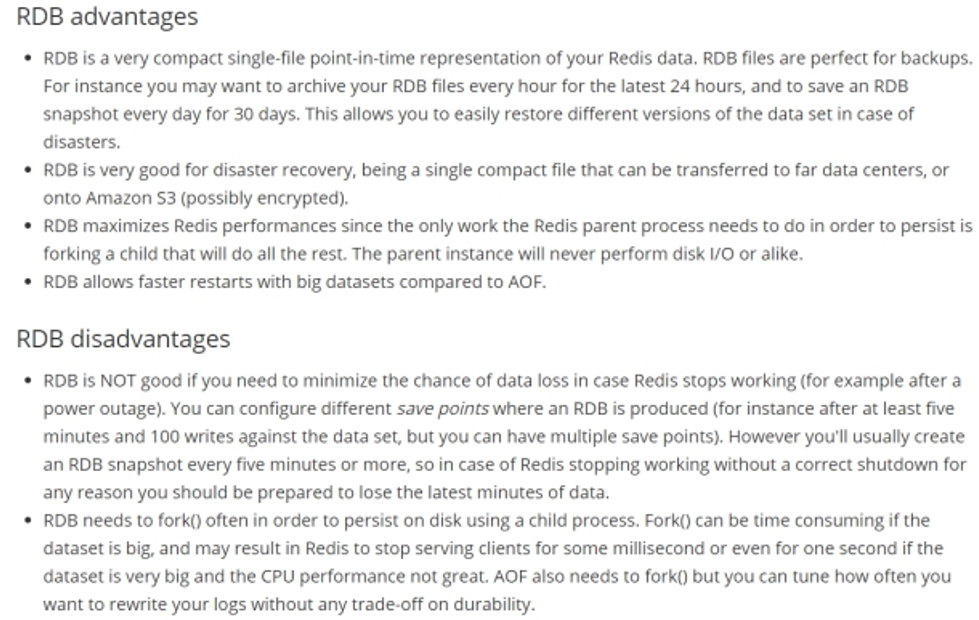 RDB advantages
• RDB is a very compact single-file point-in-time representation of your Redis data. RDB files are perfect for backups.
For instance you may want to archive your RDB files every hour for the latest 24 hours, and to save an RDB
snapshot every day for 30 days. This allows you to easily restore different versions of the data set in case of
disasters.
• RDB is very good for disaster recovery, being a single compact file that can be transferred to far data centers, or
onto Amazon S3 (possibly encrypted).
• RDB maximizes Redis performances since the only work the Redis parent process needs to do in order to persist is
forking a child that will do all the rest. The parent instance will never perform disk I/O or alike.
• RDB allows faster restarts with big datasets compared to AOF.
RDB disadvantages
• RDB is NOT good if you need to minimize the chance of data loss in case Redis stops working (for example after a
power outage). You can configure different save points where an RDB is produced (for instance after at least five
minutes and 100 writes against the data set, but you can have multiple save points). However you'll usually create
an RDB snapshot every five minutes or more, so in case of Redis stopping working without a correct shutdown for
any reason you should be prepared to lose the latest minutes of data.
• RDB needs to fork() often in order to persist on disk using a child process. Fork() can be time consuming if the
dataset is big, and may result in Redis to stop serving clients for some millisecond or even for one second if the
dataset is very big and the CPU performance not great. AOF also needs to fork() but you can tune how often you
want to rewrite your logs without any trade-off on durability.